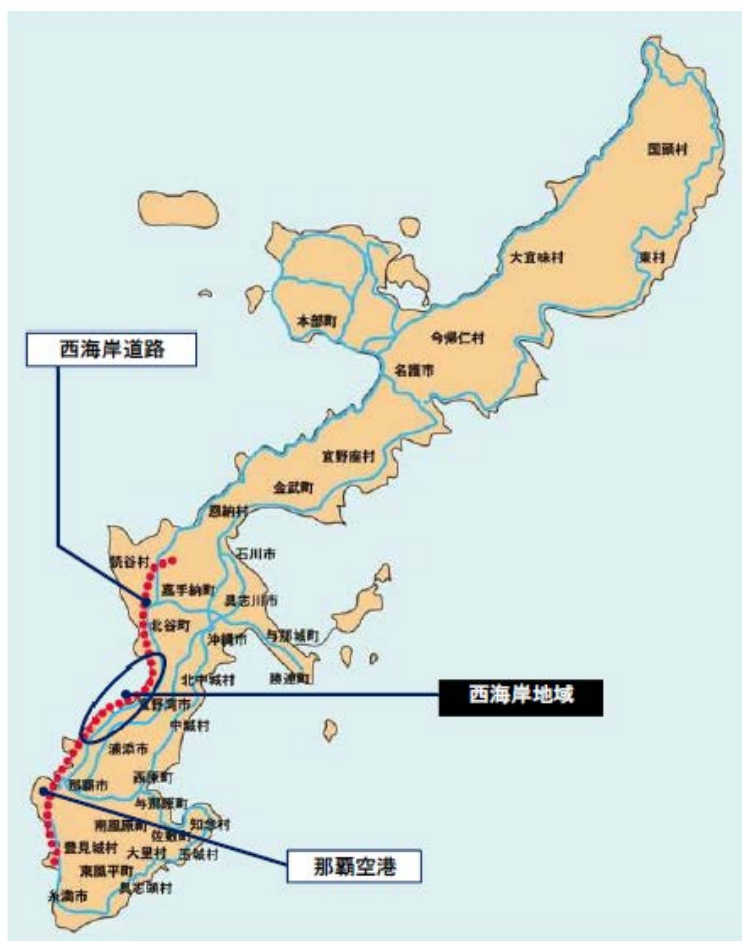 国頭村
大宜味村
東村
本部町
今帰仁村
西海岸道路
名護市
宜野座村
金武町
恩納村
石川市
読谷村
嘉手納町
具志川市
北谷町
沖縄市
与那城町
北中城村
勝連町
西海岸地域
宜野湾市
中城村
浦添市
西原町
那覇市
与那原町
南風原町
知念村
佐敷町
豊見城村
大里村
玉城村
那覇空港
東風平町
具志頭村
糸満市